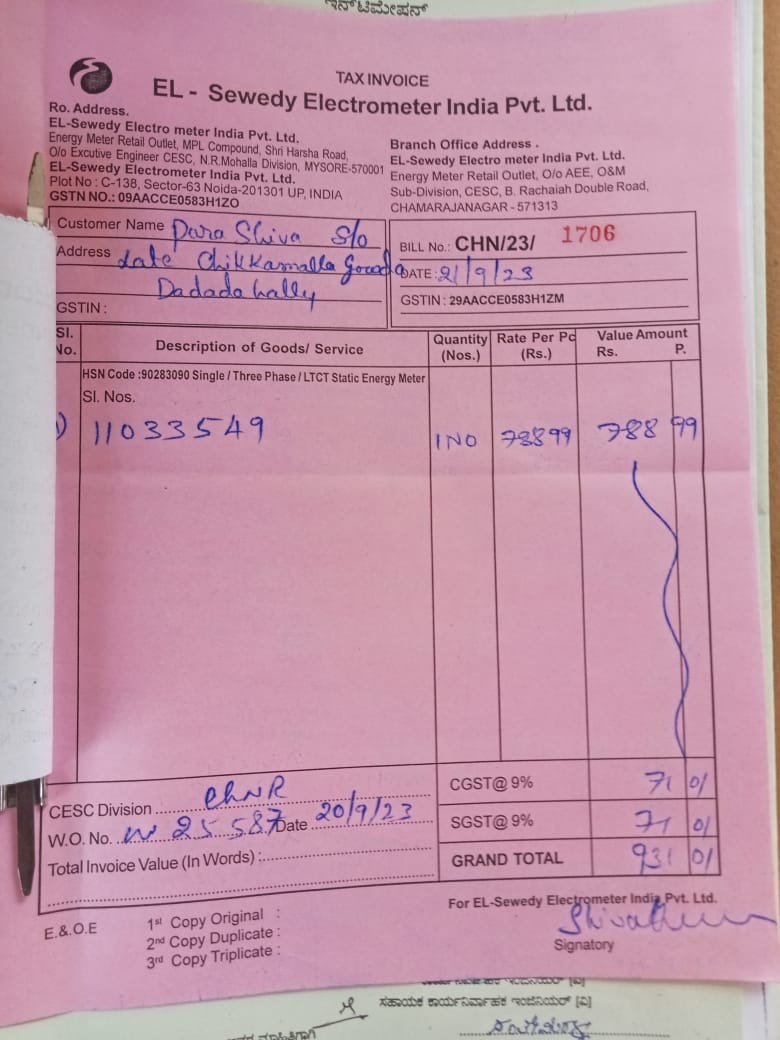 ಇನ್ ಟಿಮೇಷನ್
TAX INVOICE
EL - Sewedy Electrometer India Pvt. Ltd.
Ro. Address.
EL-Sewedy Electro meter India Pvt. Ltd.
Energy Meter Retail Outlet, MPL Compound, Shri Harsha Road,
O/o Excutive Engineer CESC, N.R.Mohalla Division, MYSORE-570001
EL-Sewedy Electrometer India Pvt. Ltd.
Plot No : C-138, Sector-63 Noida-201301 UP, INDIA
GSTN NO.: 09AACCE0583H1ZO
Branch Office Address .
EL-Sewedy Electro meter India Pvt. Ltd.
Energy Meter Retail Outlet, O/o AEE, O&M
Sub-Division, CESC, B. Rachaiah Double Road,
CHAMARAJANAGAR - 571313
Customer Name Para Shiva S/o
Address Late Chikkamalla Gowda
Dadadahally
GSTIN :
BILL No.: CHN/23/ 1706
DATE : 21/9/23
GSTIN : 29AACCE0583H1ZM
Sl. No. Description of Goods/ Service Quantity (Nos.) Rate Per Pc (Rs.) Value Amount Rs. P.
HSN Code :90283090 Single / Three Phase / LTCT Static Energy Meter
Sl. Nos.
1) 11033549 1 NO 788 99 788 99
CESC Division CHNR
W.O. No. W 25587 Date 20/9/23
Total Invoice Value (In Words) :
CGST@ 9% 71 01
SGST@ 9% 71 01
GRAND TOTAL 931 01
E.&.O.E
1st Copy Original :
2nd Copy Duplicate :
3rd Copy Triplicate :
For EL-Sewedy Electrometer India Pvt. Ltd.
Signatory
ಸಹಾಯಕ ಕಾರ್ಯನಿರ್ವಾಹಕ ಇಂಜಿನಿಯರ್ [ವಿ]